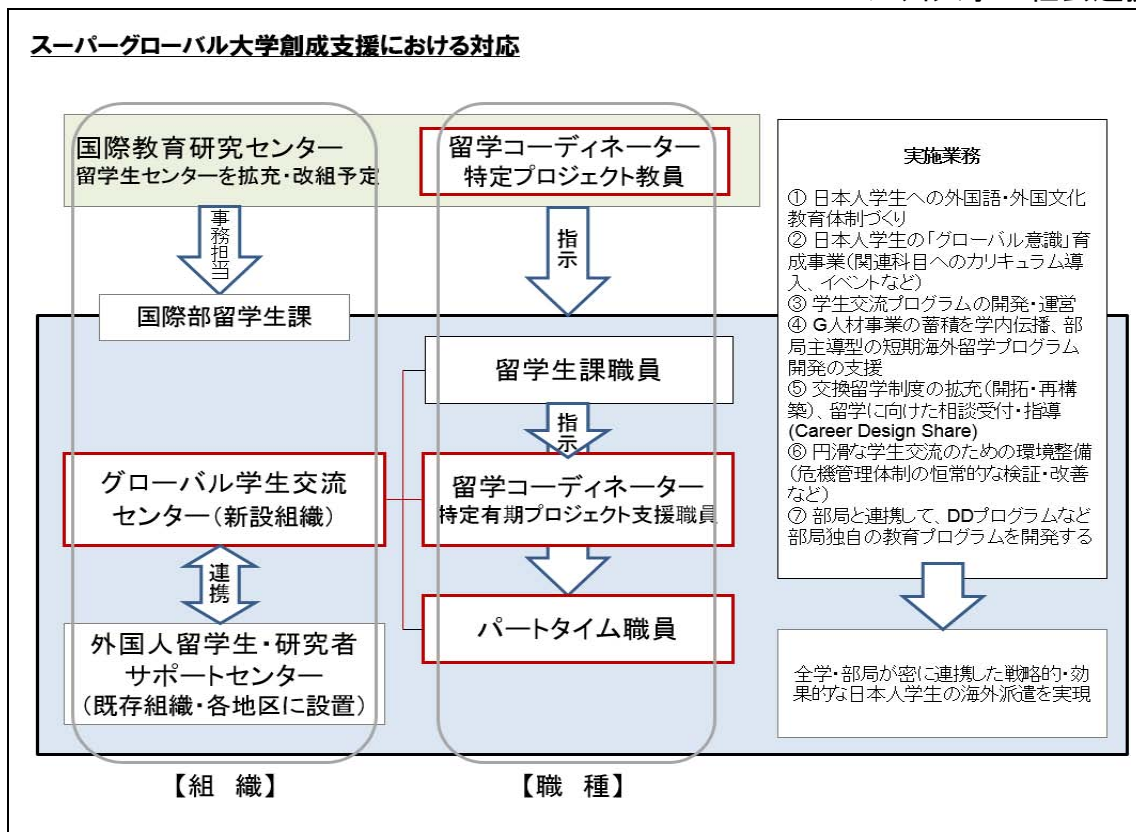 スーパーグローバル大学創成支援における対応
国際教育研究センター
留学生センターを拡充・改組予定
事務担当
国際部留学生課
グローバル学生交流
センター(新設組織)
連携
外国人留学生・研究者
サポートセンター
(既存組織・各地区に設置)
【組 織】
留学コーディネーター
特定プロジェクト教員
指示
留学生課職員
指示
留学コーディネーター
特定有期プロジェクト支援職員
パートタイム職員
【職 種】
実施業務
① 日本人学生への外国語・外国文化
教育体制づくり
② 日本人学生の「グローバル意識」育
成事業(関連科目へのカリキュラム導
入、イベントなど)
③ 学生交流プログラムの開発・運営
④ G人材事業の蓄積を学内伝播、部
局主導型の短期海外留学プログラム
開発の支援
⑤ 交換留学制度の拡充(開拓・再構
築)、留学に向けた相談受付・指導
(Career Design Share)
⑥ 円滑な学生交流のための環境整備
(危機管理体制の恒常的な検証・改善
など)
⑦ 部局と連携して、DDプログラムなど
部局独自の教育プログラムを開発する
全学・部局が密に連携した戦略的・効
果的な日本人学生の海外派遣を実現